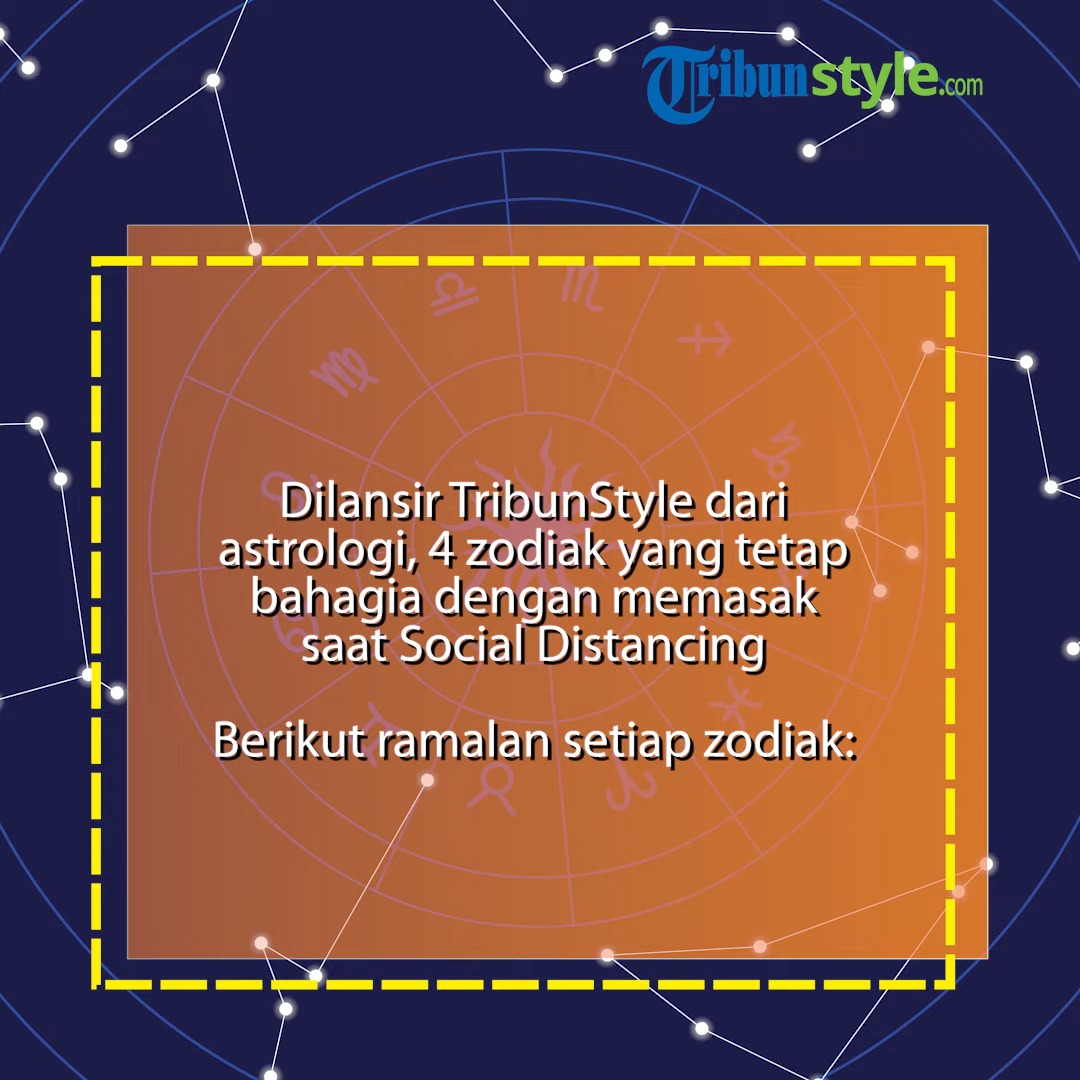 Tribunstyle.com
Dilansir TribunStyle dari
astrologi, 4 zodiak yang tetap
bahagia dengan memasak
saat Social Distancing
Berikut ramalan setiap zodiak: